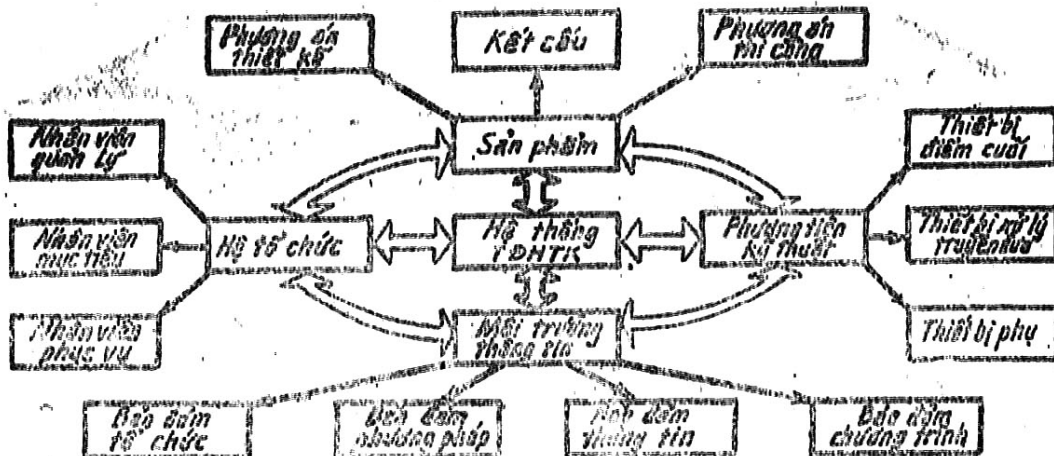 Phương án
thiết kế
Kết cấu
Phương án
thi công
Nhân viên
quản lý
Sản phẩm
Thiết bị
điểm cuối
Nhân viên
mục tiêu
Hệ tổ chức
Hệ thống
TĐHTK
Phương tiện
kỹ thuật
Thiết bị xử lý
truyền đưa
Nhân viên
phục vụ
Môi trường
thông tin
Thiết bị phụ
Bảo đảm
tổ chức
Bảo đảm
phương pháp
Bảo đảm
thông tin
Bảo đảm
chương trình